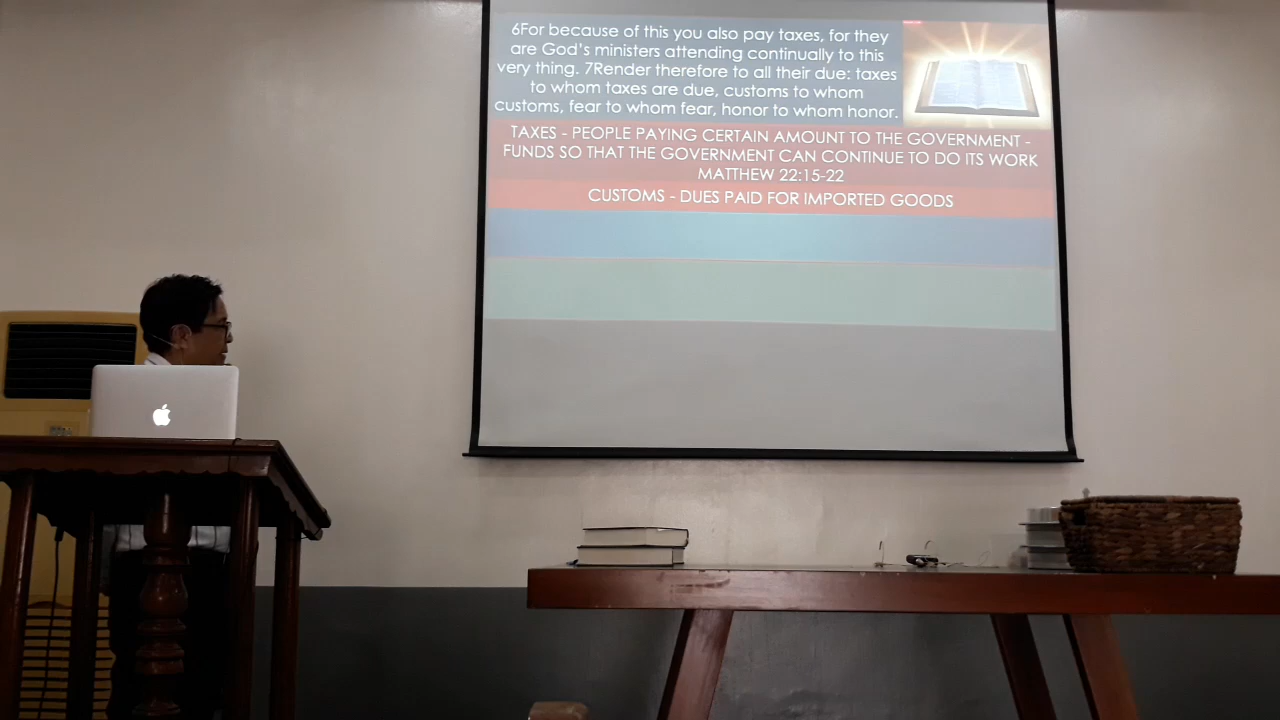 6For because of this you also pay taxes, for they
are God's ministers attending continually to this
very thing. 7Render therefore to all their due: taxes
to whom taxes are due, customs to whom
customs, fear to whom fear, honor to whom honor.
TAXES - PEOPLE PAYING CERTAIN AMOUNT TO THE GOVERNMENT -
FUNDS SO THAT THE GOVERNMENT CAN CONTINUE TO DO ITS WORK
MATTHEW 22:15-22
CUSTOMS - DUES PAID FOR IMPORTED GOODS